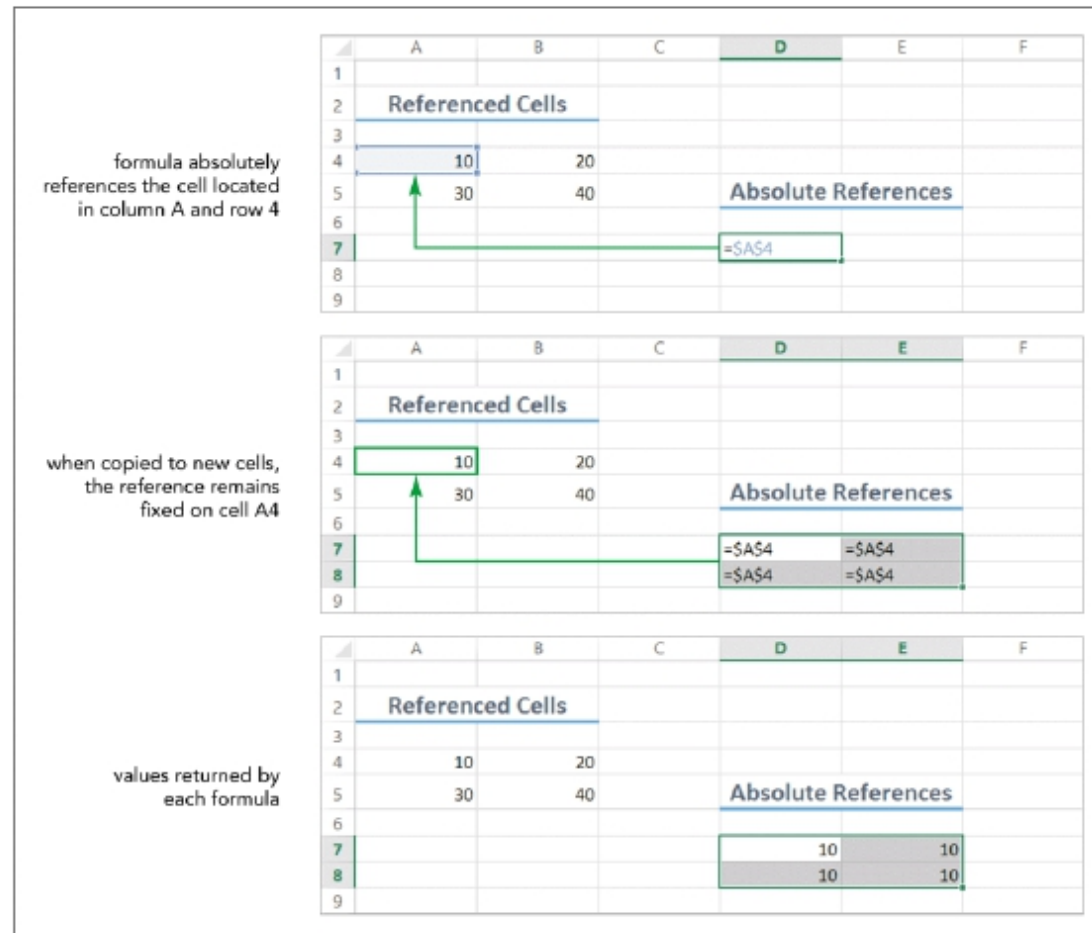 A B C D E F
1
2 Referenced Cells
3
4 10 20
5 30 40 Absolute References
6
7 =$A$4
8
9
formula absolutely
references the cell located
in column A and row 4
A B C D E F
1
2 Referenced Cells
3
4 10 20
5 30 40 Absolute References
6
7 =$A$4 =$A$4
8 =$A$4 =$A$4
9
when copied to new cells,
the reference remains
fixed on cell A4
A B C D E F
1
2 Referenced Cells
3
4 10 20
5 30 40 Absolute References
6
7 10 10
8 10 10
9
values returned by
each formula